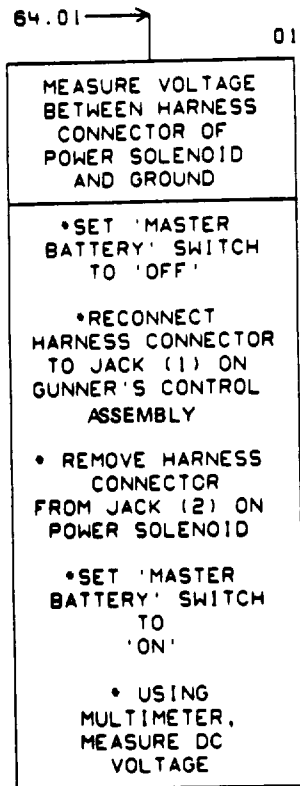 64.01
01
MEASURE VOLTAGE
BETWEEN HARNESS
CONNECTOR OF
POWER SOLENOID
AND GROUND
•SET 'MASTER
BATTERY' SWITCH
TO 'OFF'
•RECONNECT
HARNESS CONNECTOR
TO JACK (1) ON
GUNNER'S CONTROL
ASSEMBLY
• REMOVE HARNESS
CONNECTOR
FROM JACK (2) ON
POWER SOLENOID
•SET 'MASTER
BATTERY' SWITCH
TO
'ON'
• USING
MULTIMETER,
MEASURE DC
VOLTAGE